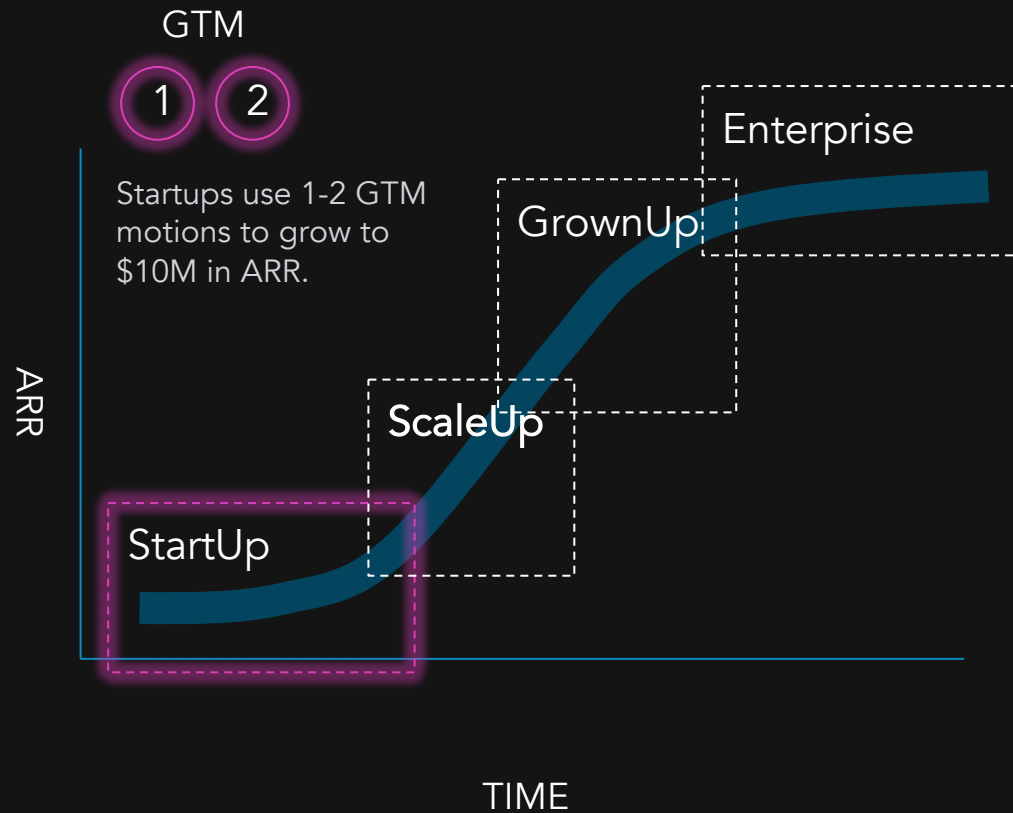 GTM
1 2
Startups use 1-2 GTM
motions to grow to
$10M in ARR.
Enterprise
GrownUp
ScaleUp
StartUp
ARR
TIME